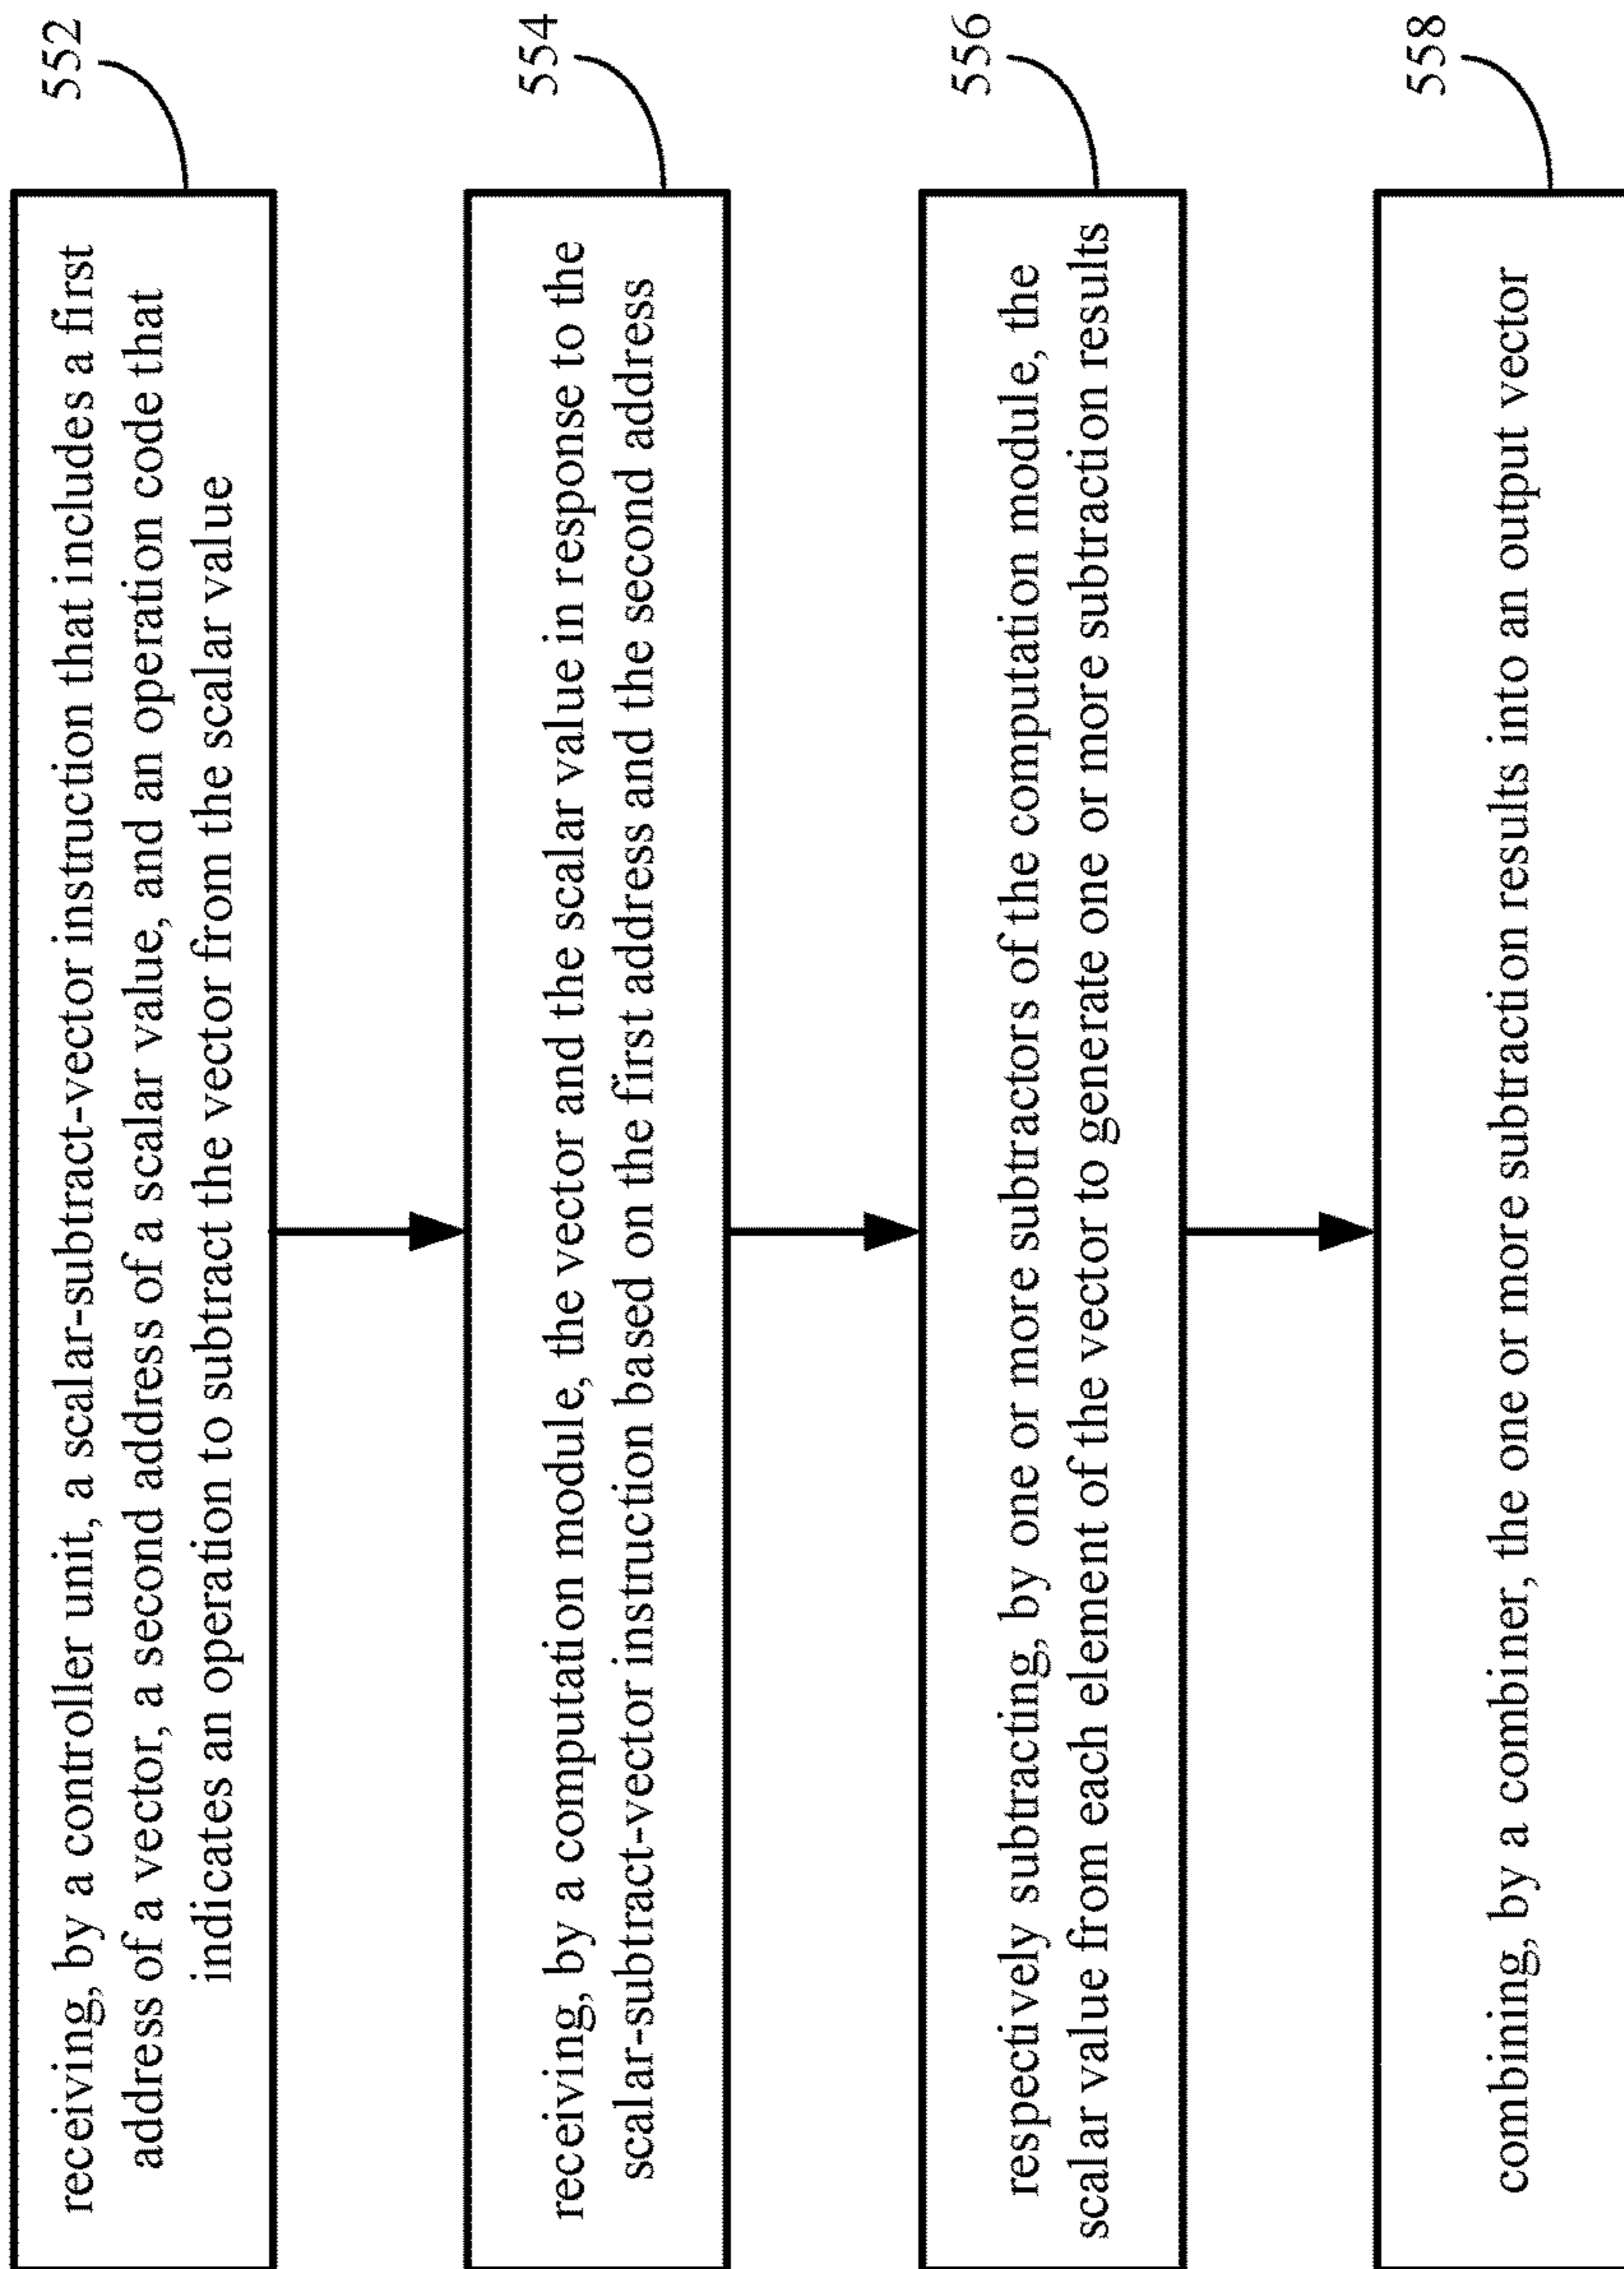 receiving, by a controller unit, a scalar-subtract-vector instruction that includes a first
address of a vector, a second address of a scalar value, and an operation code that
indicates an operation to subtract the vector from the scalar value
552
receiving, by a computation module, the vector and the scalar value in response to the
scalar-subtract-vector instruction based on the first address and the second address
554
respectively subtracting, by one or more subtractors of the computation module, the
scalar value from each element of the vector to generate one or more subtraction results
556
combining, by a combiner, the one or more subtraction results into an output vector
558